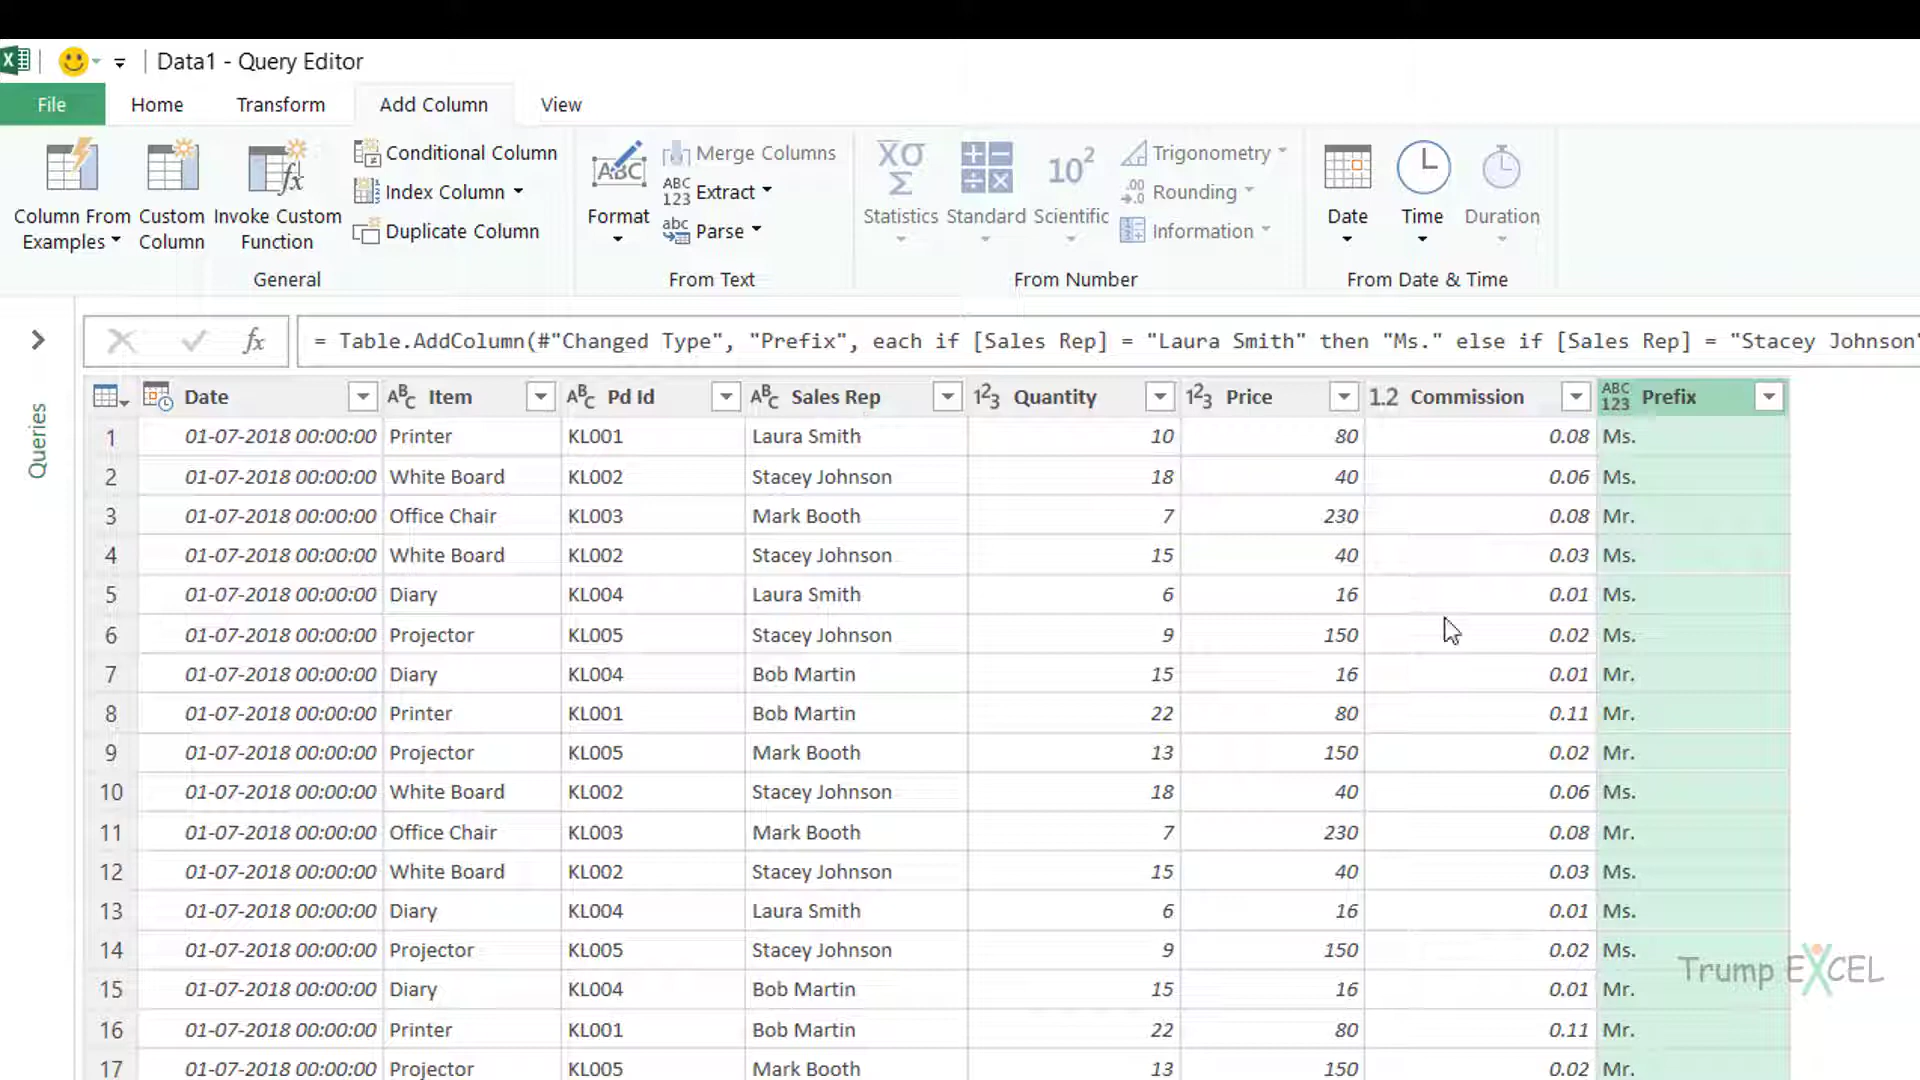 Data1 - Query Editor
File Home Transform Add Column View
Column From Examples
Custom Column
Invoke Custom Function
Conditional Column
Index Column
Duplicate Column
General
ABC
Format
Merge Columns
ABC 123 Extract
abc Parse
From Text
XΣ σ Statistics
Standard
10² Scientific
Trigonometry
.00 Rounding
Information
From Number
Date
Time
Duration
From Date & Time
fx = Table.AddColumn(#"Changed Type", "Prefix", each if [Sales Rep] = "Laura Smith" then "Ms." else if [Sales Rep] = "Stacey Johnson"
Queries
Date ABC Item ABC Pd Id ABC Sales Rep 123 Quantity 123 Price 1.2 Commission ABC 123 Prefix
1 01-07-2018 00:00:00 Printer KL001 Laura Smith 10 80 0.08 Ms.
2 01-07-2018 00:00:00 White Board KL002 Stacey Johnson 18 40 0.06 Ms.
3 01-07-2018 00:00:00 Office Chair KL003 Mark Booth 7 230 0.08 Mr.
4 01-07-2018 00:00:00 White Board KL002 Stacey Johnson 15 40 0.03 Ms.
5 01-07-2018 00:00:00 Diary KL004 Laura Smith 6 16 0.01 Ms.
6 01-07-2018 00:00:00 Projector KL005 Stacey Johnson 9 150 0.02 Ms.
7 01-07-2018 00:00:00 Diary KL004 Bob Martin 15 16 0.01 Mr.
8 01-07-2018 00:00:00 Printer KL001 Bob Martin 22 80 0.11 Mr.
9 01-07-2018 00:00:00 Projector KL005 Mark Booth 13 150 0.02 Mr.
10 01-07-2018 00:00:00 White Board KL002 Stacey Johnson 18 40 0.06 Ms.
11 01-07-2018 00:00:00 Office Chair KL003 Mark Booth 7 230 0.08 Mr.
12 01-07-2018 00:00:00 White Board KL002 Stacey Johnson 15 40 0.03 Ms.
13 01-07-2018 00:00:00 Diary KL004 Laura Smith 6 16 0.01 Ms.
14 01-07-2018 00:00:00 Projector KL005 Stacey Johnson 9 150 0.02 Ms.
15 01-07-2018 00:00:00 Diary KL004 Bob Martin 15 16 0.01 Mr.
16 01-07-2018 00:00:00 Printer KL001 Bob Martin 22 80 0.11 Mr.
17 01-07-2018 00:00:00 Projector KL005 Mark Booth 13 150 0.02 Mr.
Trump EXCEL